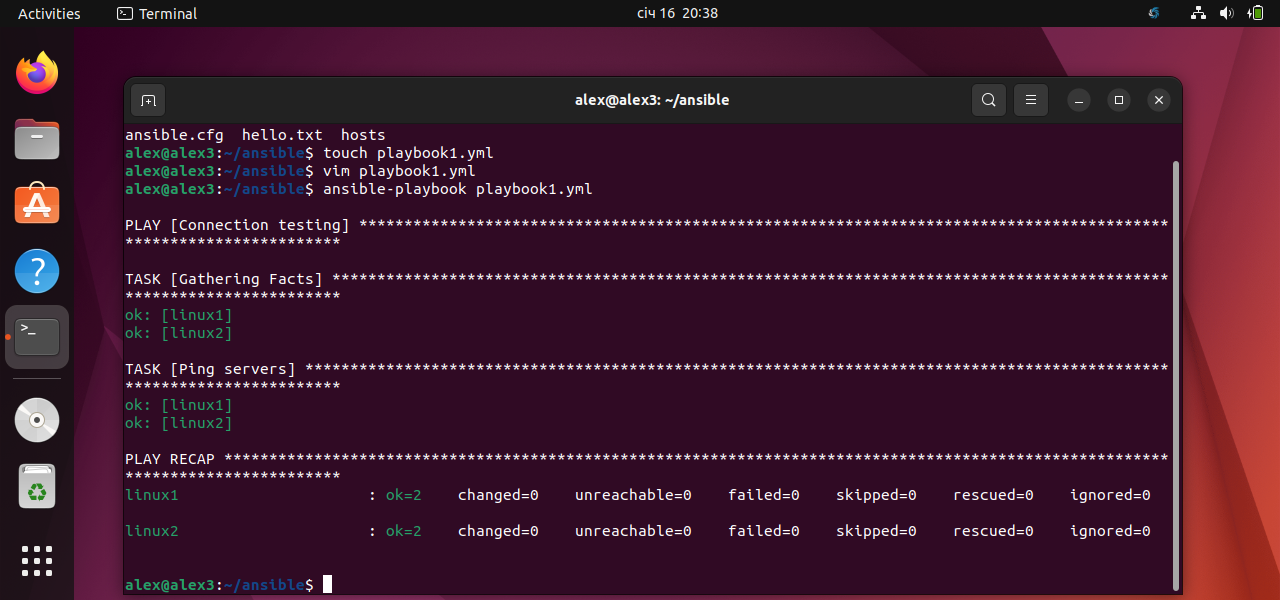 Activities Terminal січ 16 20:38
alex@alex3: ~/ansible
ansible.cfg hello.txt hosts
alex@alex3:~/ansible$ touch playbook1.yml
alex@alex3:~/ansible$ vim playbook1.yml
alex@alex3:~/ansible$ ansible-playbook playbook1.yml
PLAY [Connection testing] ******************************************************************************************
************************
TASK [Gathering Facts] *********************************************************************************************
************************
ok: [linux1]
ok: [linux2]
TASK [Ping servers] ************************************************************************************************
************************
ok: [linux1]
ok: [linux2]
PLAY RECAP *********************************************************************************************************
************************
linux1 : ok=2 changed=0 unreachable=0 failed=0 skipped=0 rescued=0 ignored=0
linux2 : ok=2 changed=0 unreachable=0 failed=0 skipped=0 rescued=0 ignored=0
alex@alex3:~/ansible$